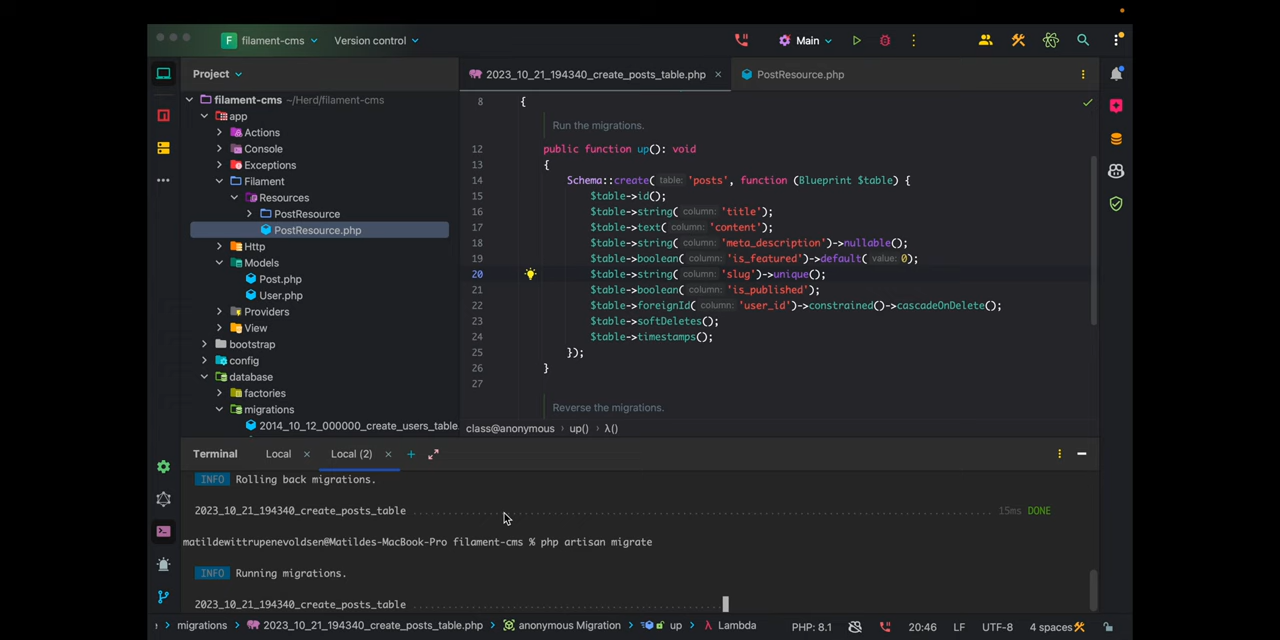 F filament-cms Version control Main
Project
2023_10_21_194340_create_posts_table.php PostResource.php
filament-cms ~/Herd/filament-cms
app
Actions
Console
Exceptions
Filament
Resources
PostResource
PostResource.php
Http
Models
Post.php
User.php
Providers
View
bootstrap
config
database
factories
migrations
2014_10_12_000000_create_users_table.
8 {
Run the migrations.
12 public function up(): void
13 {
14 Schema::create( table: 'posts', function (Blueprint $table) {
15 $table->id();
16 $table->string( column: 'title');
17 $table->text( column: 'content');
18 $table->string( column: 'meta_description')->nullable();
19 $table->boolean( column: 'is_featured')->default( value: 0);
20 $table->string( column: 'slug')->unique();
21 $table->boolean( column: 'is_published');
22 $table->foreignId( column: 'user_id')->constrained()->cascadeOnDelete();
23 $table->softDeletes();
24 $table->timestamps();
25 });
26 }
27
Reverse the migrations.
class@anonymous › up() › λ()
Terminal Local × Local (2) × +
INFO Rolling back migrations.
2023_10_21_194340_create_posts_table ........ 15ms DONE
matildewittrupenevoldsen@Matildes-MacBook-Pro filament-cms % php artisan migrate
INFO Running migrations.
2023_10_21_194340_create_posts_table ........
› migrations › 2023_10_21_194340_create_posts_table.php › anonymous Migration › up › λ Lambda PHP: 8.1 20:46 LF UTF-8 4 spaces